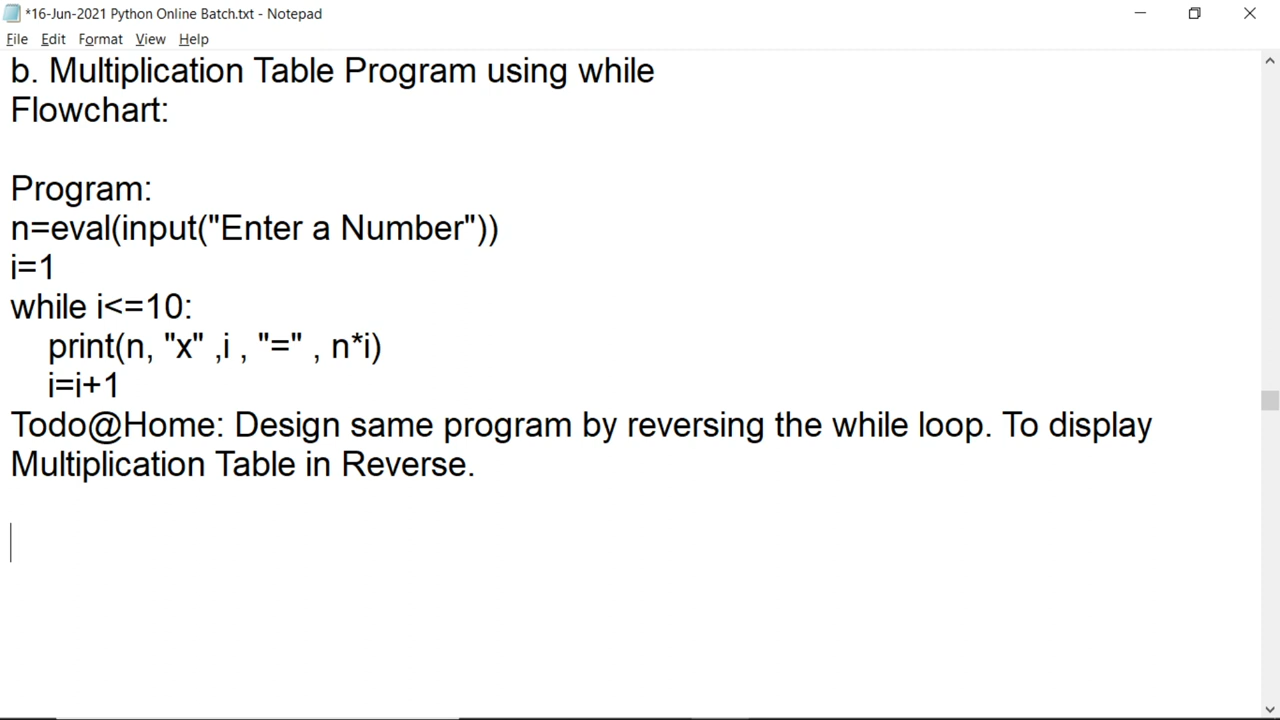 *16-Jun-2021 Python Online Batch.txt - Notepad
File Edit Format View Help
b. Multiplication Table Program using while
Flowchart:
Program:
n=eval(input("Enter a Number"))
i=1
while i<=10:
print(n, "x" ,i , "=" , n*i)
i=i+1
Todo@Home: Design same program by reversing the while loop. To display
Multiplication Table in Reverse.